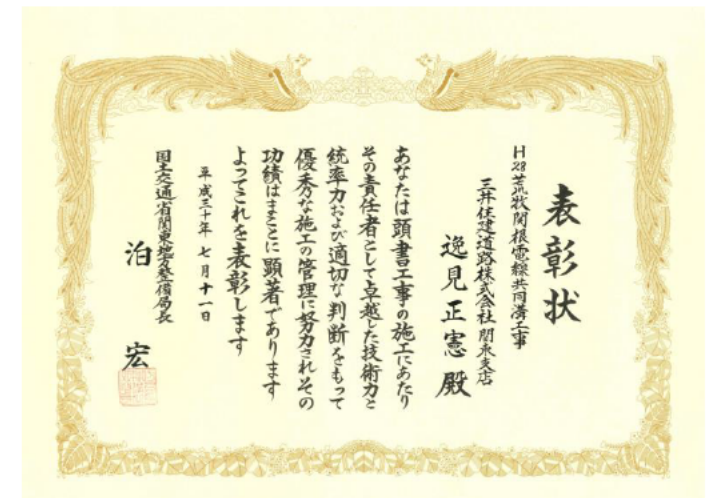 表彰状
H28荒牧関根電線共同溝工事
三井住建道路株式会社 関東支店
逸見正憲 殿
あなたは頭書工事の施工にあたり
その責任者として卓越した技術力と
統率力および適切な判断をもって
優秀な施工の管理に努力されその
功績はまことに顕著であります
よってこれを表彰します
平成三十年七月十一日
国土交通省関東地方整備局長
泊 宏